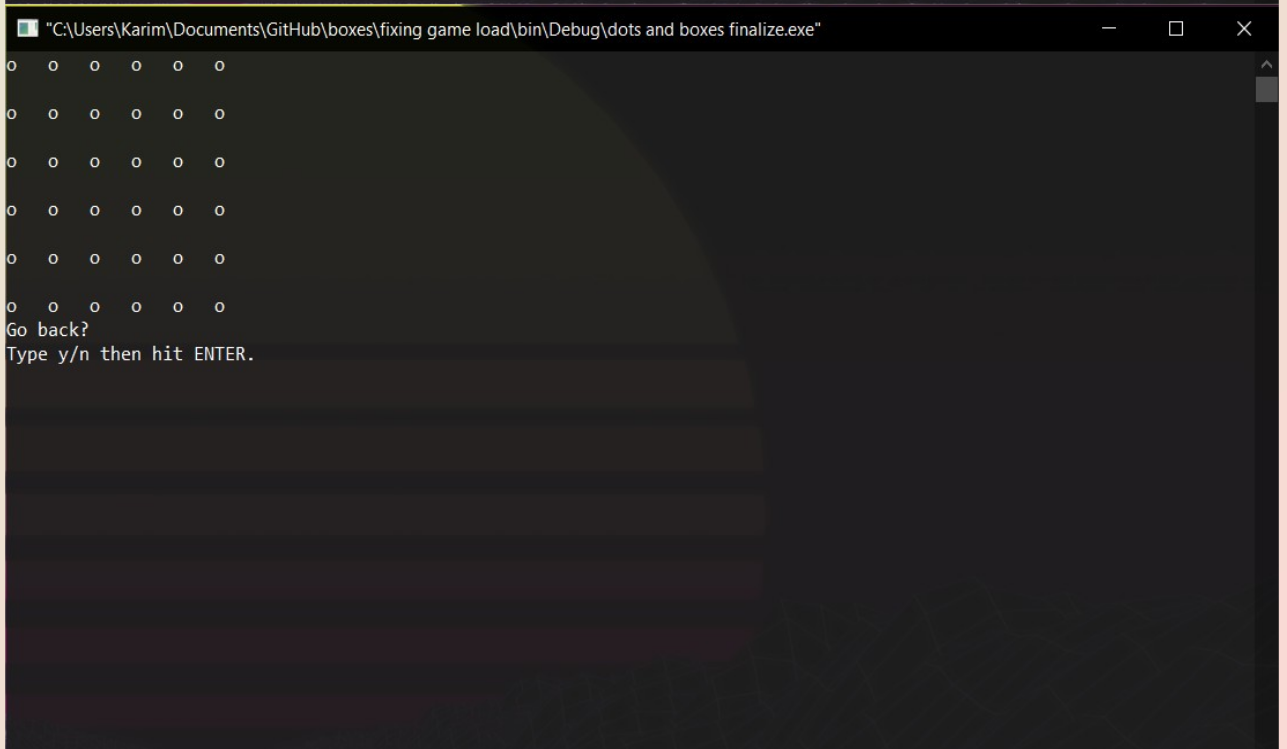 "C:\Users\Karim\Documents\GitHub\boxes\fixing game load\bin\Debug\dots and boxes finalize.exe"
o o o o o o
o o o o o o
o o o o o o
o o o o o o
o o o o o o
o o o o o o
Go back?
Type y/n then hit ENTER.